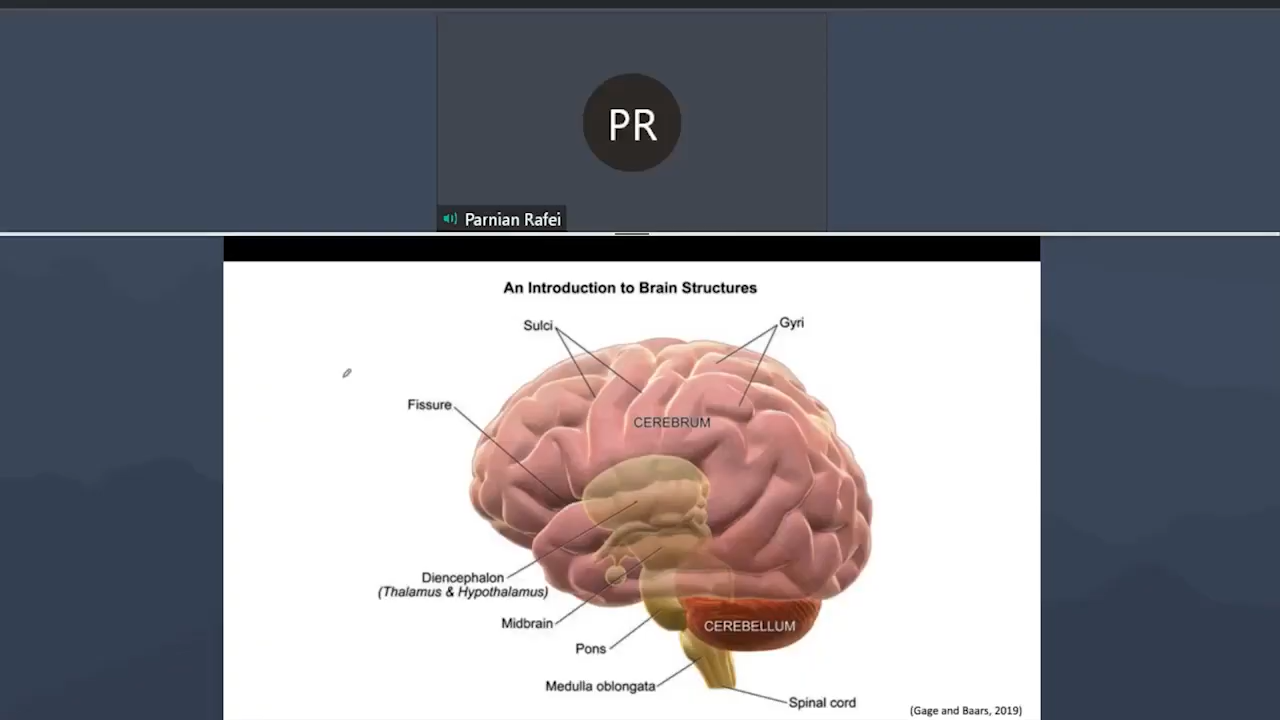 PR
Parnian Rafei
An Introduction to Brain Structures
Sulci
Gyri
Fissure
CEREBRUM
Diencephalon
(Thalamus & Hypothalamus)
Midbrain
CEREBELLUM
Pons
Medulla oblongata
Spinal cord
(Gage and Baars, 2019)